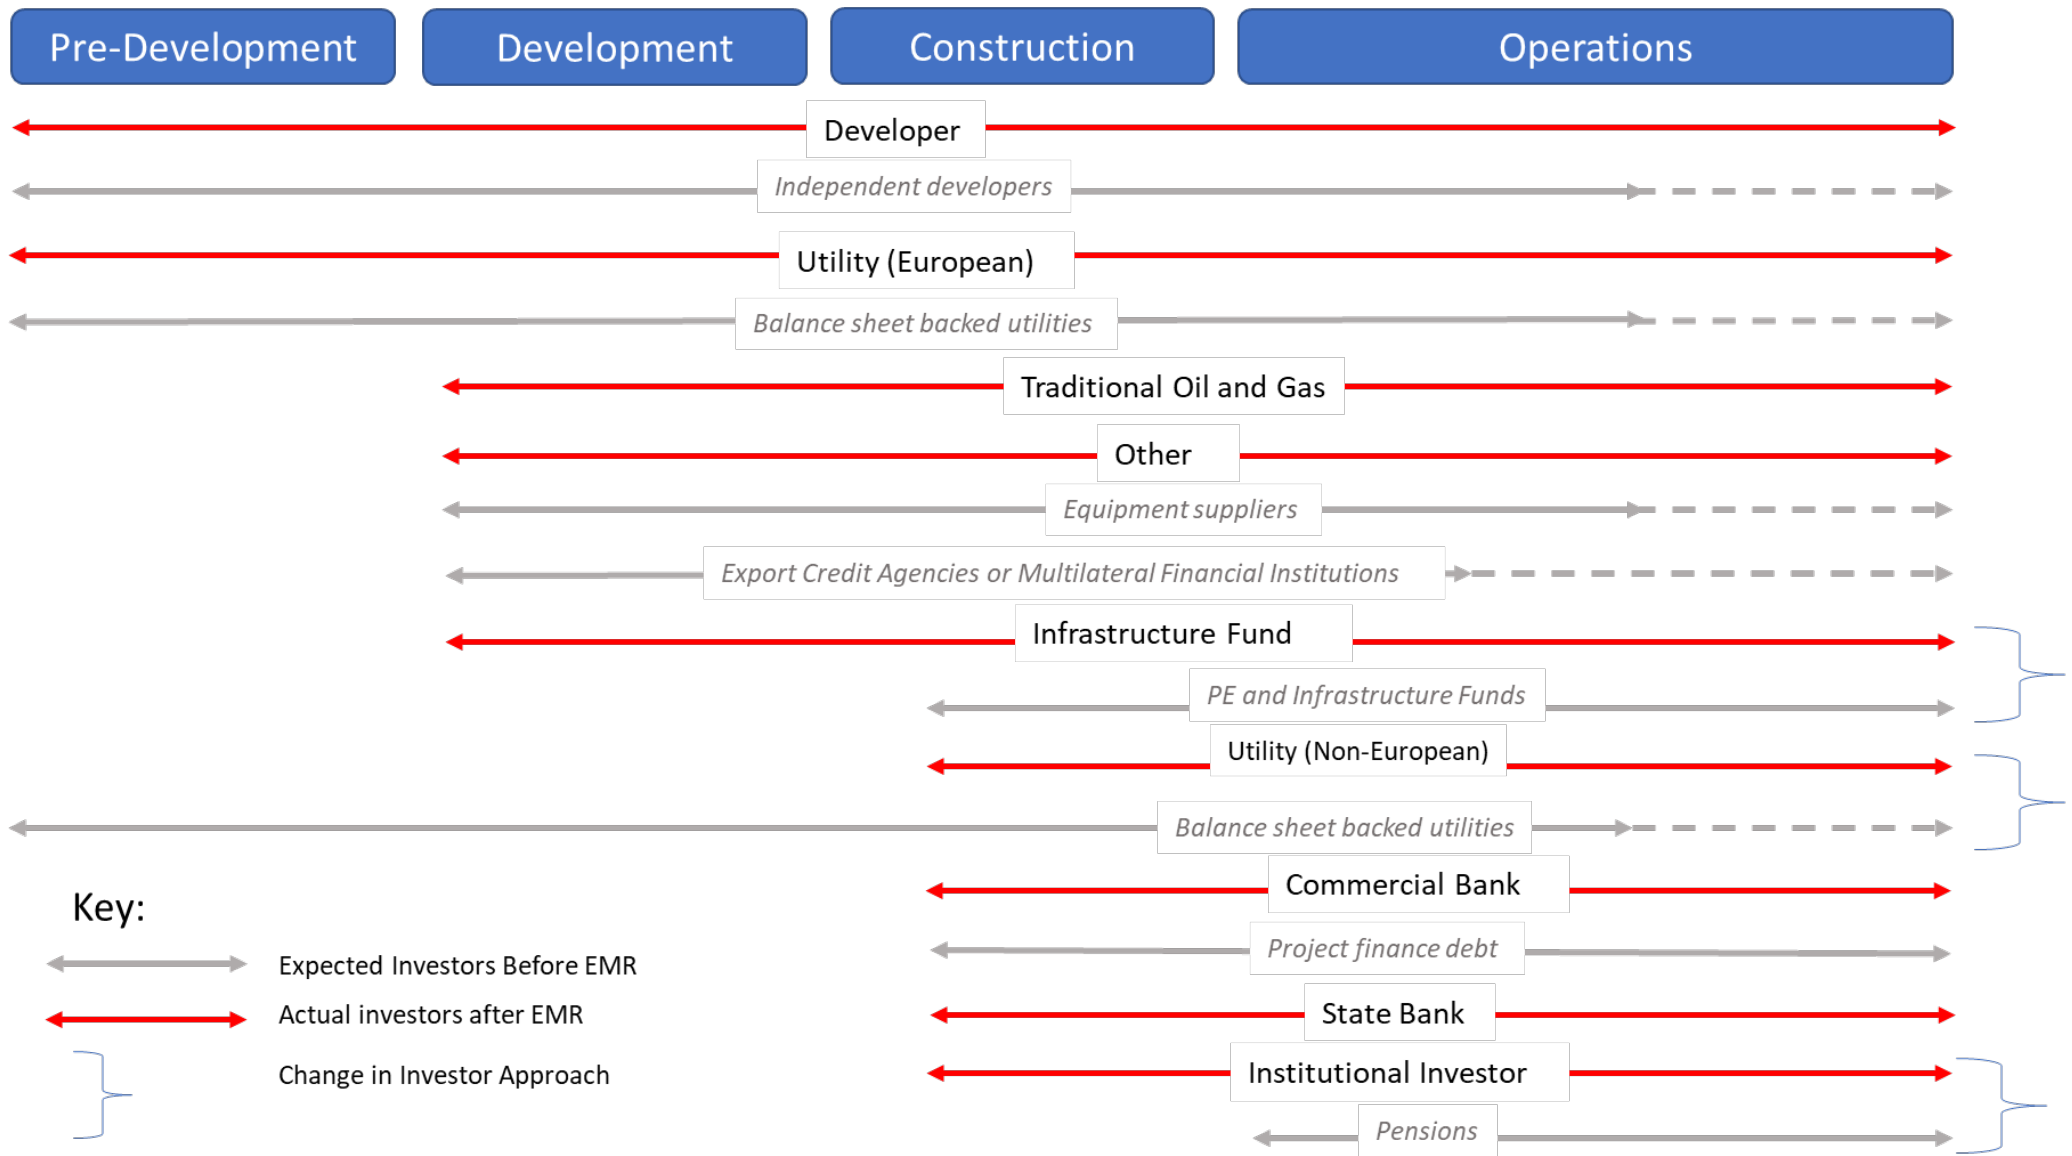 Pre-Development
Development
Construction
Operations
Developer
Independent developers
Utility (European)
Balance sheet backed utilities
Traditional Oil and Gas
Other
Equipment suppliers
Export Credit Agencies or Multilateral Financial Institutions
Infrastructure Fund
PE and Infrastructure Funds
Utility (Non-European)
Balance sheet backed utilities
Commercial Bank
Project finance debt
State Bank
Institutional Investor
Pensions
Key:
Expected Investors Before EMR
Actual investors after EMR
Change in Investor Approach